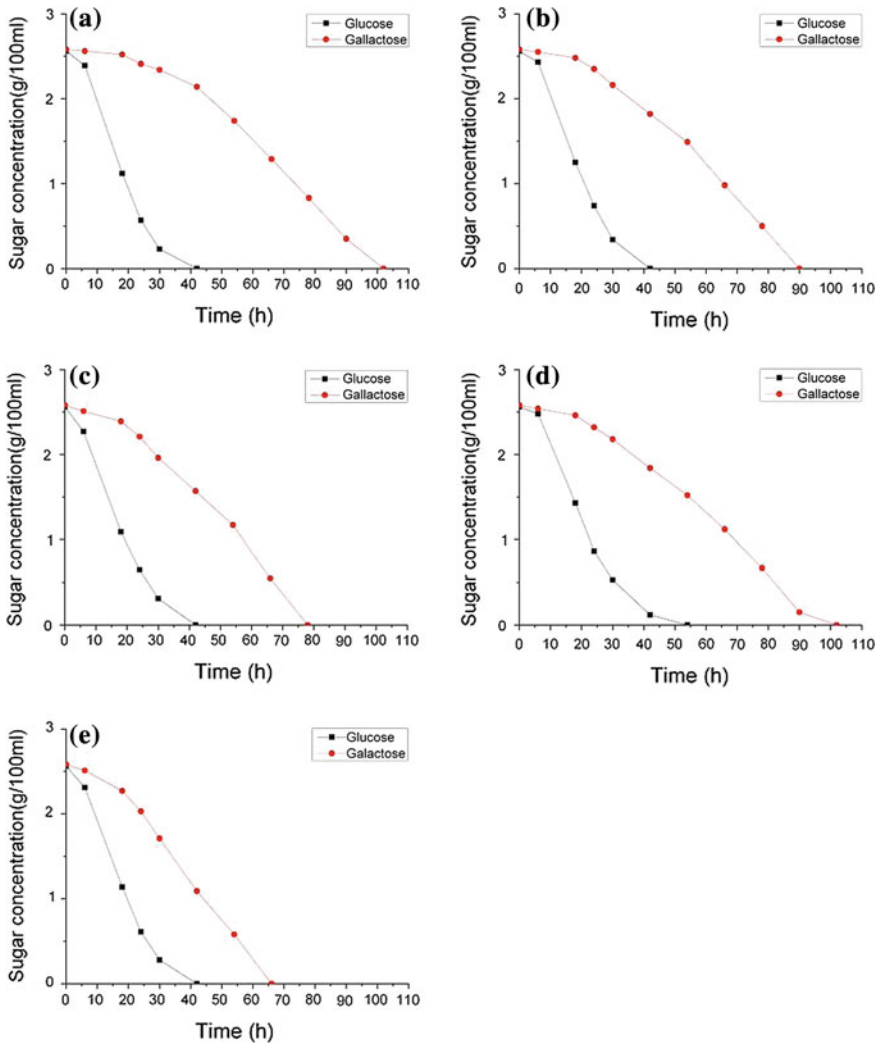 (a)
Glucose
Gallactose
Sugar concentration(g/100ml)
3
2
1
0
0 10 20 30 40 50 60 70 80 90 100 110
Time (h)
(b)
Glucose
Gallactose
Sugar concentration(g/100ml)
3
2
1
0
0 10 20 30 40 50 60 70 80 90 100 110
Time (h)
(c)
Glucose
Gallactose
Sugar concentration(g/100ml)
3
2
1
0
0 10 20 30 40 50 60 70 80 90 100 110
Time (h)
(d)
Glucose
Gallactose
Sugar concentration(g/100ml)
3
2
1
0
0 10 20 30 40 50 60 70 80 90 100 110
Time (h)
(e)
Glucose
Galactose
Sugar concentration(g/100ml)
3
2
1
0
0 10 20 30 40 50 60 70 80 90 100 110
Time (h)